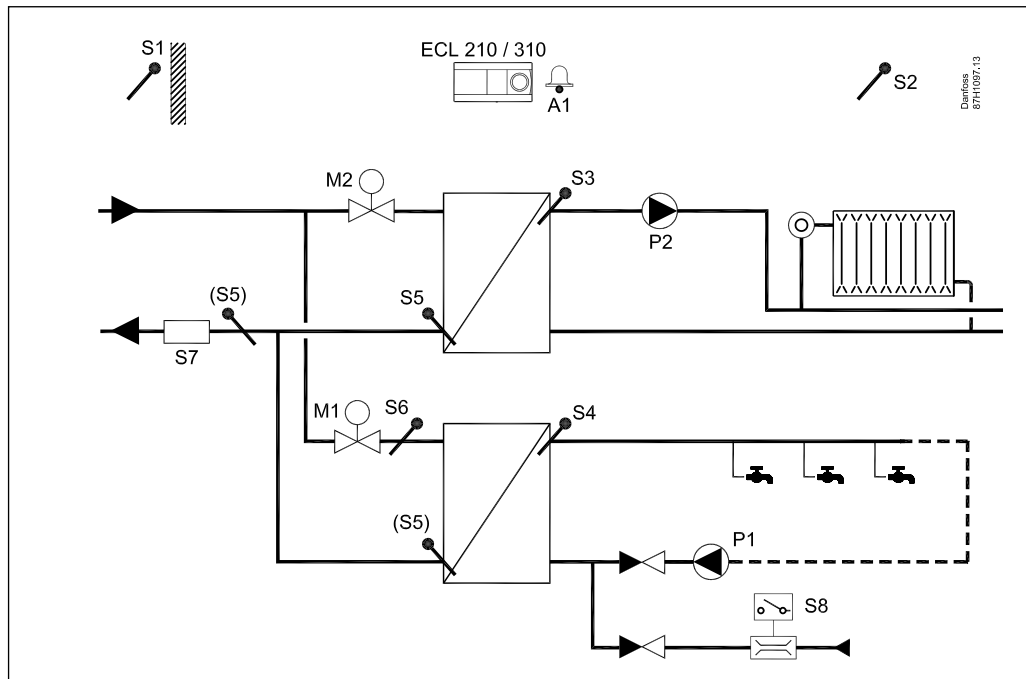 S1
ECL 210 / 310
A1
S2
Danfoss
87H1097.13
M2
S3
P2
(S5)
S5
S7
M1
S6
S4
(S5)
P1
S8